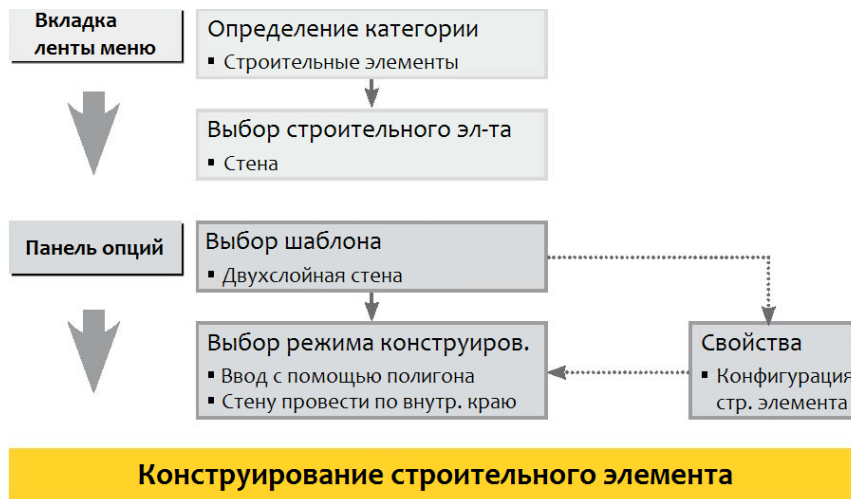 Вкладка
ленты меню
Определение категории
▪ Строительные элементы
Выбор строительного эл-та
▪ Стена
Панель опций
Выбор шаблона
▪ Двухслойная стена
Выбор режима конструиров.
▪ Ввод с помощью полигона
▪ Стену провести по внутр. краю
Свойства
▪ Конфигурация
стр. элемента
Конструирование строительного элемента